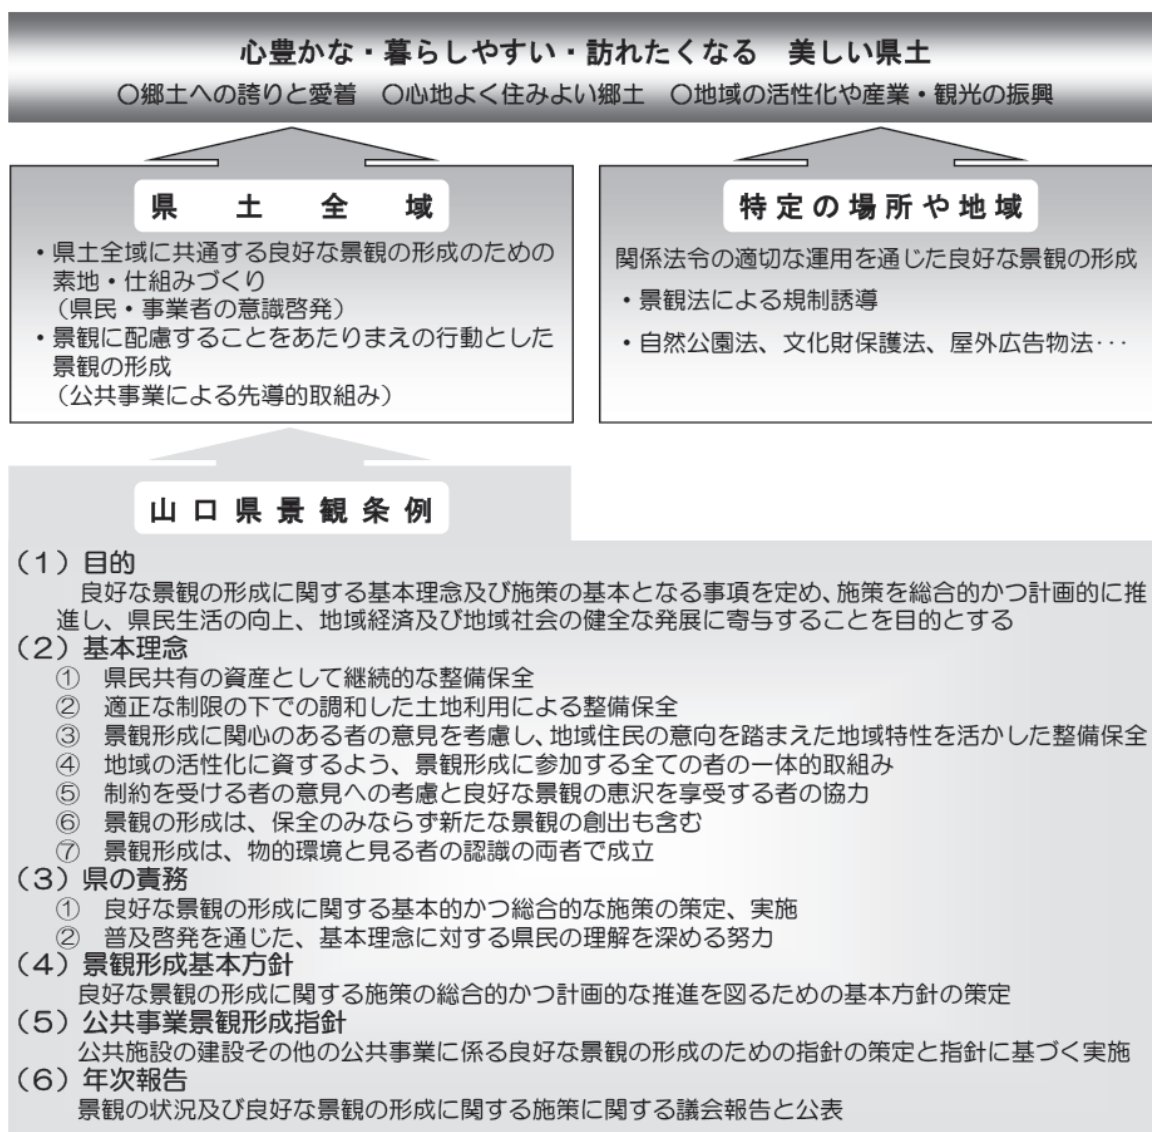 心豊かな・暮らしやすい・訪れたくなる　美しい県土
○郷土への誇りと愛着　○心地よく住みよい郷土　○地域の活性化や産業・観光の振興
県土全域
・県土全域に共通する良好な景観の形成のための
素地・仕組みづくり
（県民・事業者の意識啓発）
・景観に配慮することをあたりまえの行動とした
景観の形成
（公共事業による先導的取組み）
特定の場所や地域
関係法令の適切な運用を通じた良好な景観の形成
・景観法による規制誘導
・自然公園法、文化財保護法、屋外広告物法･･･
山口県景観条例
（１）目的
良好な景観の形成に関する基本理念及び施策の基本となる事項を定め、施策を総合的かつ計画的に推
進し、県民生活の向上、地域経済及び地域社会の健全な発展に寄与することを目的とする
（２）基本理念
①　県民共有の資産として継続的な整備保全
②　適正な制限の下での調和した土地利用による整備保全
③　景観形成に関心のある者の意見を考慮し、地域住民の意向を踏まえた地域特性を活かした整備保全
④　地域の活性化に資するよう、景観形成に参加する全ての者の一体的取組み
⑤　制約を受ける者の意見への考慮と良好な景観の恵沢を享受する者の協力
⑥　景観の形成は、保全のみならず新たな景観の創出も含む
⑦　景観形成は、物的環境と見る者の認識の両者で成立
（３）県の責務
①　良好な景観の形成に関する基本的かつ総合的な施策の策定、実施
②　普及啓発を通じた、基本理念に対する県民の理解を深める努力
（４）景観形成基本方針
良好な景観の形成に関する施策の総合的かつ計画的な推進を図るための基本方針の策定
（５）公共事業景観形成指針
公共施設の建設その他の公共事業に係る良好な景観の形成のための指針の策定と指針に基づく実施
（６）年次報告
景観の状況及び良好な景観の形成に関する施策に関する議会報告と公表